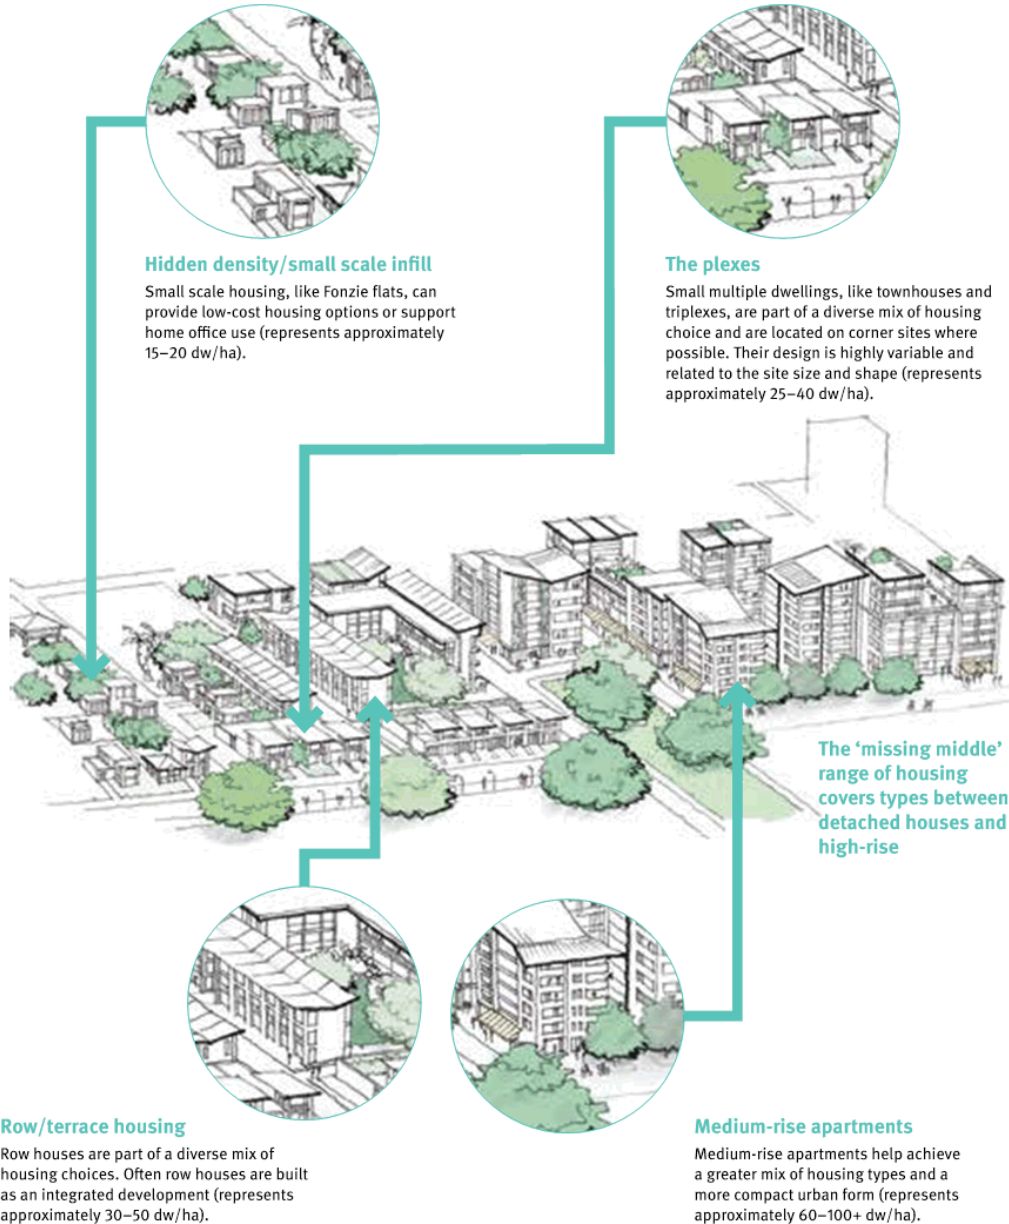 Hidden density/small scale infill
Small scale housing, like Fonzie flats, can
provide low-cost housing options or support
home office use (represents approximately
15–20 dw/ha).
The plexes
Small multiple dwellings, like townhouses and
triplexes, are part of a diverse mix of housing
choice and are located on corner sites where
possible. Their design is highly variable and
related to the site size and shape (represents
approximately 25–40 dw/ha).
The ‘missing middle’
range of housing
covers types between
detached houses and
high-rise
Row/terrace housing
Row houses are part of a diverse mix of
housing choices. Often row houses are built
as an integrated development (represents
approximately 30–50 dw/ha).
Medium-rise apartments
Medium-rise apartments help achieve
a greater mix of housing types and a
more compact urban form (represents
approximately 60–100+ dw/ha).